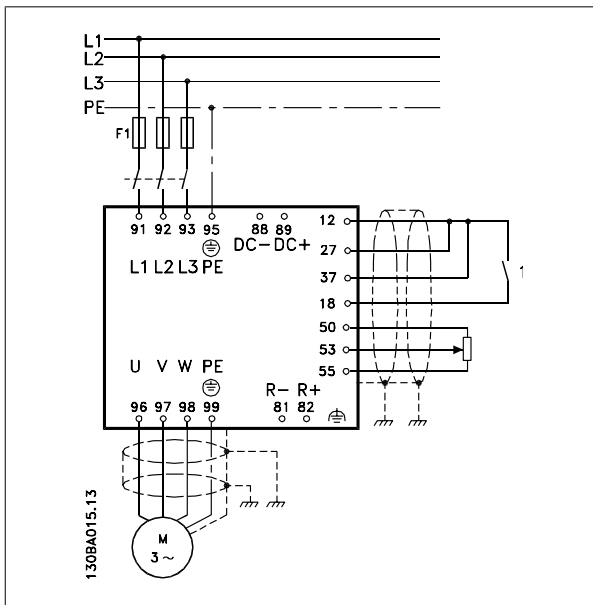 L1
L2
L3
PE
F1
91 92 93 95 88 89
DC- DC+
L1 L2 L3 PE
12
27
37
18
1
50
53
55
U V W PE
R- R+
96 97 98 99 81 82
M
3~
130BA015.13